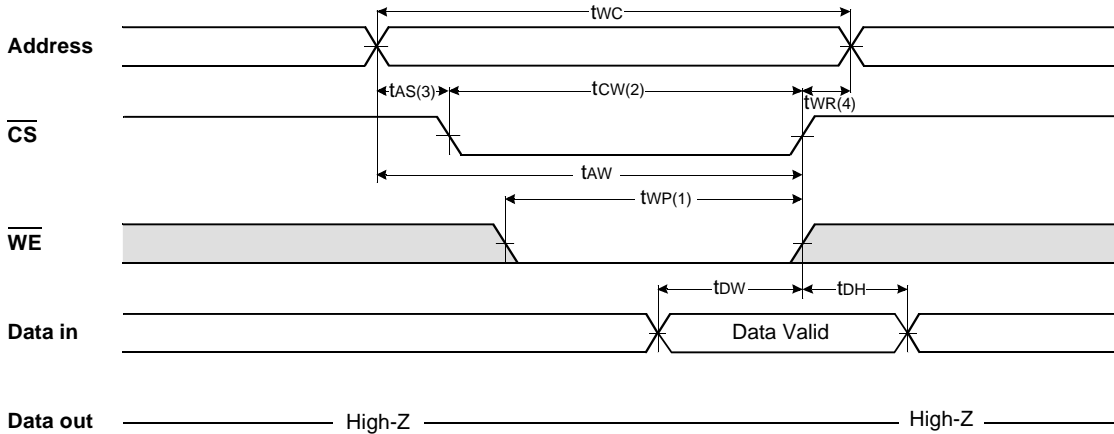 tWC
Address
tAS(3) tCW(2) tWR(4)
CS
tAW
tWP(1)
WE
tDW tDH
Data in Data Valid
Data out High-Z High-Z